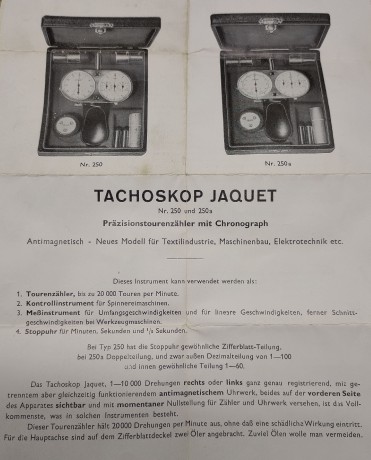 Nr. 250
Nr. 250a
TACHOSKOP JAQUET
Nr. 250 und 250a
Präzisionstourenzähler mit Chronograph
Antimagnetisch - Neues Modell für Textilindustrie, Maschinenbau, Elektrotechnik etc.
Dieses Instrument kann verwendet werden als:
1. Tourenzähler, bis zu 20 000 Touren per Minute.
2. Kontrollinstrument für Spinnereimaschinen.
3. Meßinstrument für Umfangsgeschwindigkeiten und für lineare Geschwindigkeiten, ferner Schnitt-
geschwindigkeiten bei Werkzeugmaschinen.
4. Stoppuhr für Minuten, Sekunden und 1/5 Sekunden.
Bei Typ 250 hat die Stoppuhr gewöhnliche Zifferblatt-Teilung,
bei 250a Doppelteilung, und zwar außen Dezimalteilung von 1—100
und innen gewöhnliche Teilung 1—60.
Das Tachoskop Jaquet, 1—10 000 Drehungen rechts oder links ganz genau registrierend, mit ge-
trenntem aber gleichzeitig funktionierendem antimagnetischem Uhrwerk, beides auf der vorderen Seite
des Apparates sichtbar und mit momentaner Nullstellung für Zähler und Uhrwerk versehen, ist das Voll-
kommenste, was in solchen Instrumenten besteht.
Dieser Tourenzähler hält 20 000 Drehungen per Minute aus, ohne daß eine schädliche Wirkung eintritt.
Für die Hauptachse sind auf dem Zifferblattdeckel zwei Öler angebracht. Zuviel Ölen wolle man vermeiden.